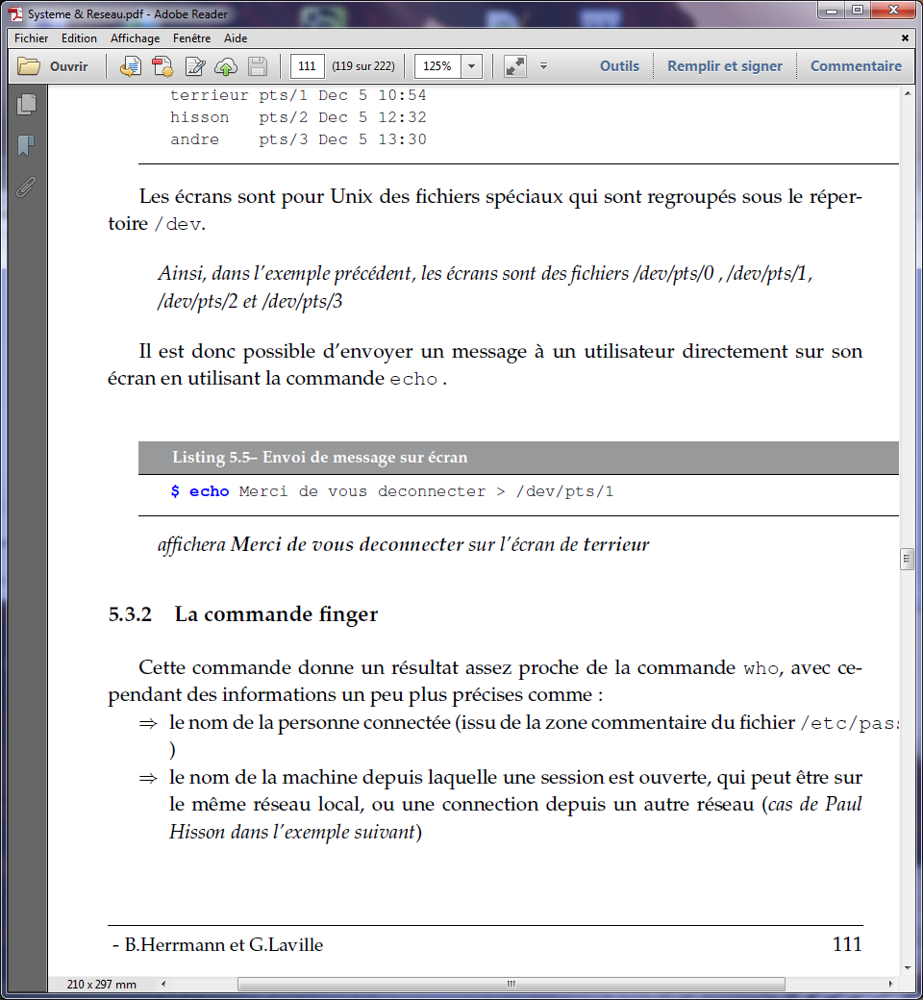 Systeme & Reseau.pdf - Adobe Reader
Fichier Edition Affichage Fenêtre Aide
Ouvrir 111 (119 sur 222) 125% Outils Remplir et signer Commentaire
terrieur pts/1 Dec 5 10:54
hisson pts/2 Dec 5 12:32
andre pts/3 Dec 5 13:30
Les écrans sont pour Unix des fichiers spéciaux qui sont regroupés sous le réper-
toire /dev.
Ainsi, dans l'exemple précédent, les écrans sont des fichiers /dev/pts/0 , /dev/pts/1,
/dev/pts/2 et /dev/pts/3
Il est donc possible d'envoyer un message à un utilisateur directement sur son
écran en utilisant la commande echo .
Listing 5.5– Envoi de message sur écran
$ echo Merci de vous deconnecter > /dev/pts/1
affichera Merci de vous deconnecter sur l'écran de terrieur
5.3.2 La commande finger
Cette commande donne un résultat assez proche de la commande who, avec ce-
pendant des informations un peu plus précises comme :
⇒ le nom de la personne connectée (issu de la zone commentaire du fichier /etc/pas
)
⇒ le nom de la machine depuis laquelle une session est ouverte, qui peut être sur
le même réseau local, ou une connection depuis un autre réseau (cas de Paul
Hisson dans l'exemple suivant)
- B.Herrmann et G.Laville 111
210 x 297 mm